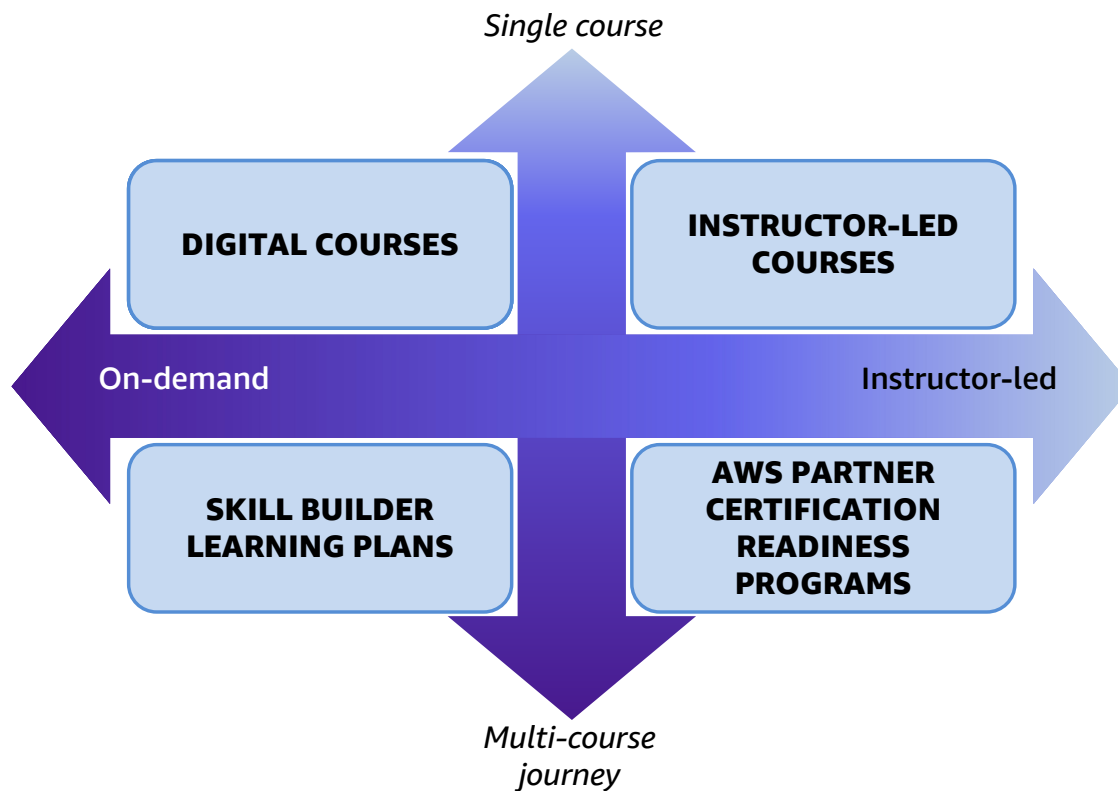 Single course
DIGITAL COURSES
INSTRUCTOR-LED
COURSES
On-demand
Instructor-led
SKILL BUILDER
LEARNING PLANS
AWS PARTNER
CERTIFICATION
READINESS
PROGRAMS
Multi-course
journey